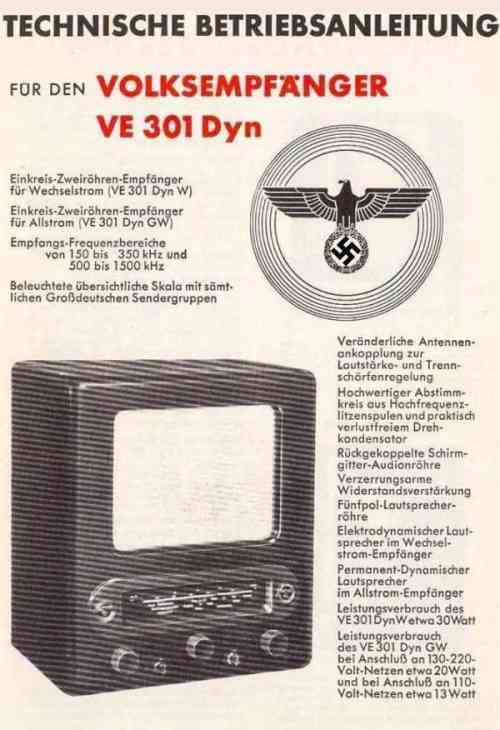 TECHNISCHE BETRIEBSANLEITUNG
FÜR DEN VOLKSEMPFÄNGER
VE 301 Dyn
Einkreis-Zweiröhren-Empfänger
für Wechselstrom (VE 301 Dyn W)
Einkreis-Zweiröhren-Empfänger
für Allstrom (VE 301 Dyn GW)
Empfangs-Frequenzbereiche
von 150 bis 350 kHz und
500 bis 1500 kHz
Beleuchtete übersichtliche Skala mit sämt-
lichen Großdeutschen Sendergruppen
Veränderliche Antennen-
ankopplung zur
Lautstärke- und Trenn-
schärfenregelung
Hochwertiger Abstimm-
kreis aus Hochfrequenz-
litzenspulen und praktisch
verlustfreiem Dreh-
kondensator
Rückgekoppelte Schirm-
gitter-Audionröhre
Verzerrungsarme
Widerstandsverstärkung
Fünfpol-Lautsprecher-
röhre
Elektrodynamischer Laut-
sprecher im Wechsel-
strom-Empfänger
Permanent-Dynamischer
Lautsprecher
im Allstrom-Empfänger
Leistungsverbrauch des
VE 301 Dyn W etwa 30 Watt
Leistungsverbrauch
des VE 301 Dyn GW
bei Anschluß an 130-220-
Volt-Netzen etwa 20 Watt
und bei Anschluß an 110-
Volt-Netzen etwa 13 Watt